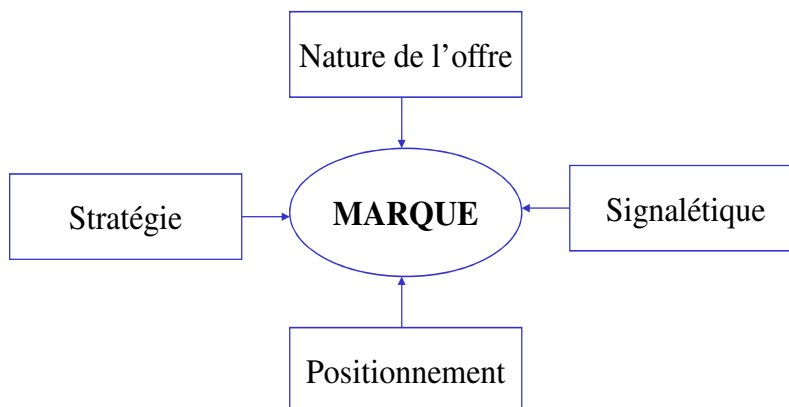 Nature de l’offre
Stratégie
MARQUE
Signalétique
Positionnement